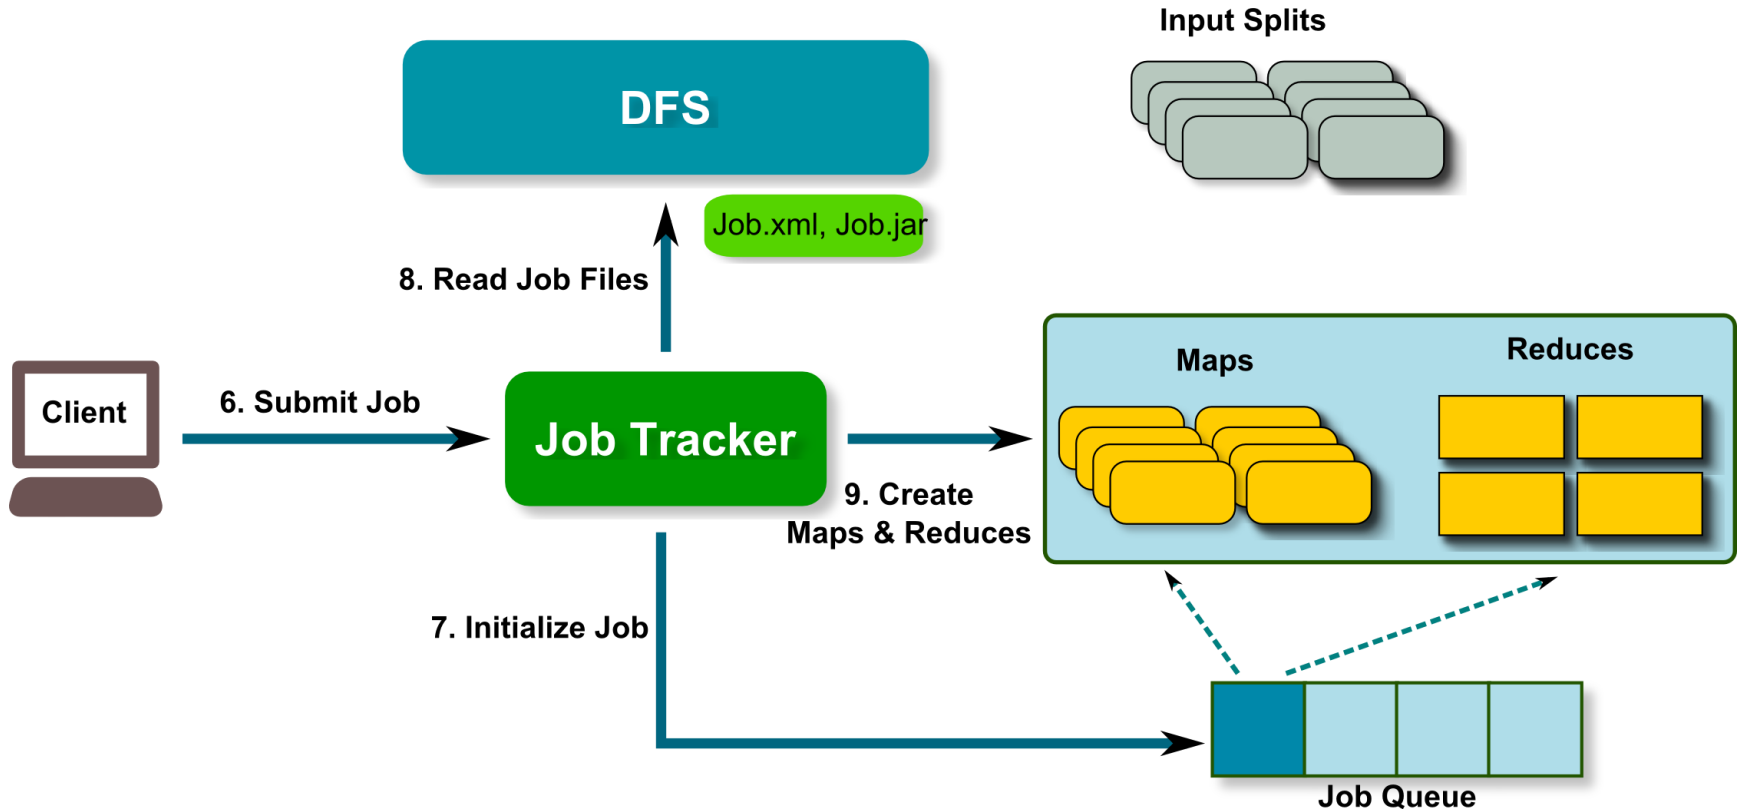 Input Splits
DFS
Job.xml, Job.jar
8. Read Job Files
Client
6. Submit Job
Job Tracker
Maps
Reduces
9. Create
Maps & Reduces
7. Initialize Job
Job Queue